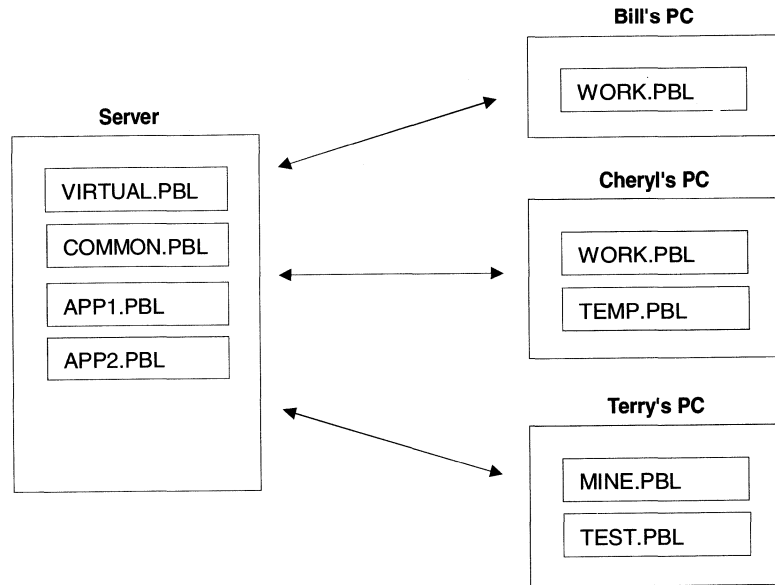 Server
VIRTUAL.PBL
COMMON.PBL
APP1.PBL
APP2.PBL
Bill's PC
WORK.PBL
Cheryl's PC
WORK.PBL
TEMP.PBL
Terry's PC
MINE.PBL
TEST.PBL